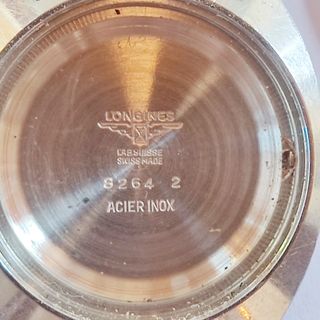 LONGINES
FAB. SUISSE
SWISS MADE
8264 2
ACIER INOX